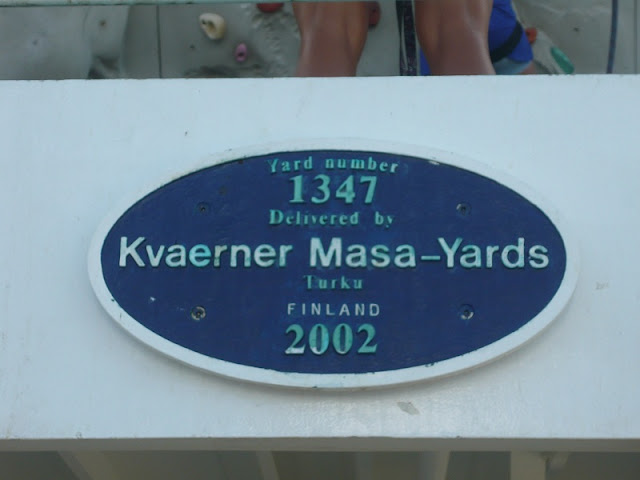 Yard number
1347
Delivered by
Kvaerner Masa-Yards
Turku
FINLAND
2002